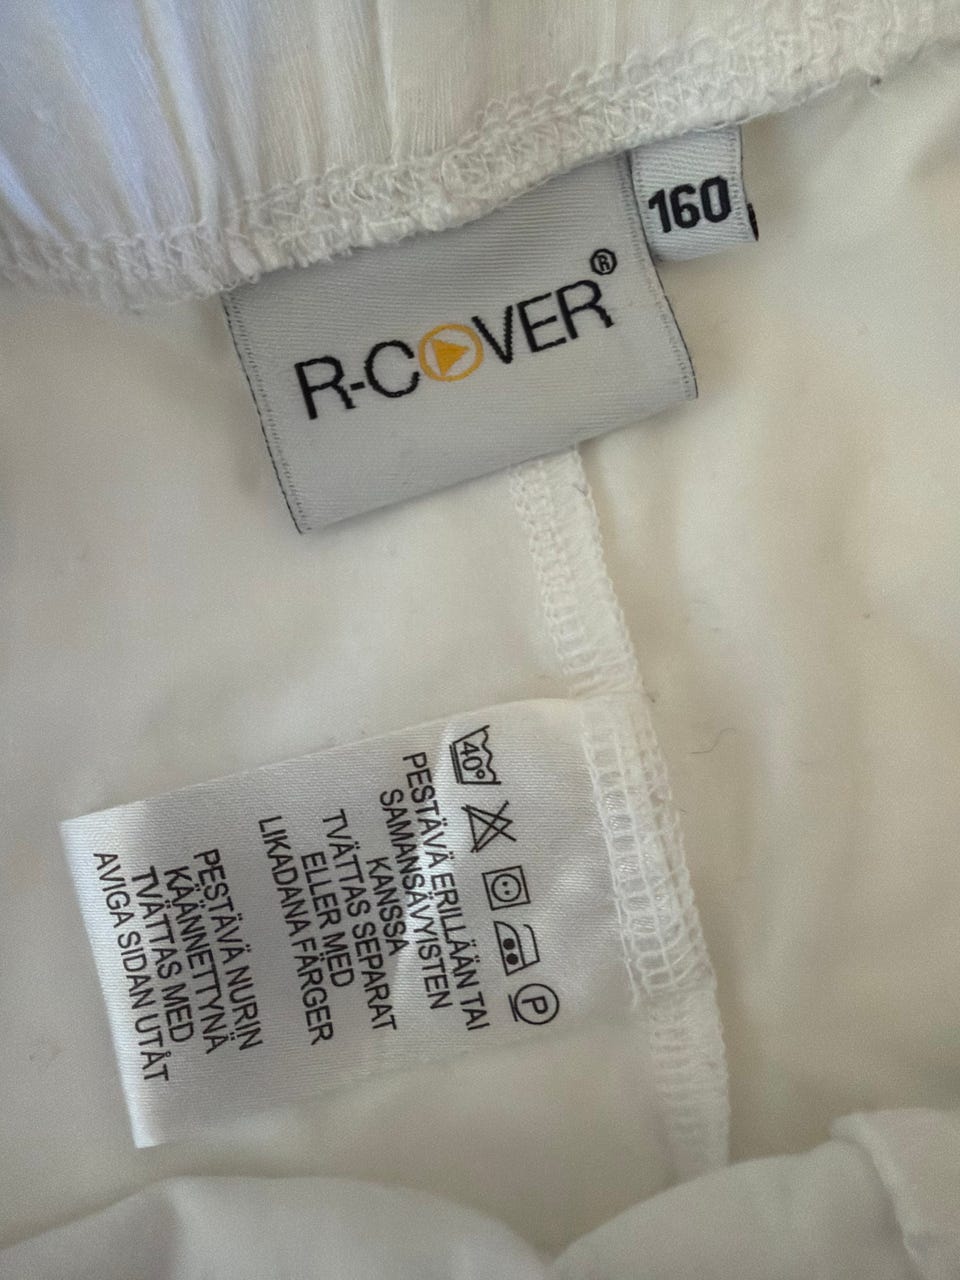 160
R-COVER®
40°
P
PESTÄVÄ ERILLÄÄN TAI
SAMANSÄVYISTEN
KANSSA
TVÄTTAS SEPARAT
ELLER MED
LIKADANA FÄRGER
PESTÄVÄ NURIN
KÄÄNNETTYNÄ
TVÄTTAS MED
AVIGA SIDAN UTÅT